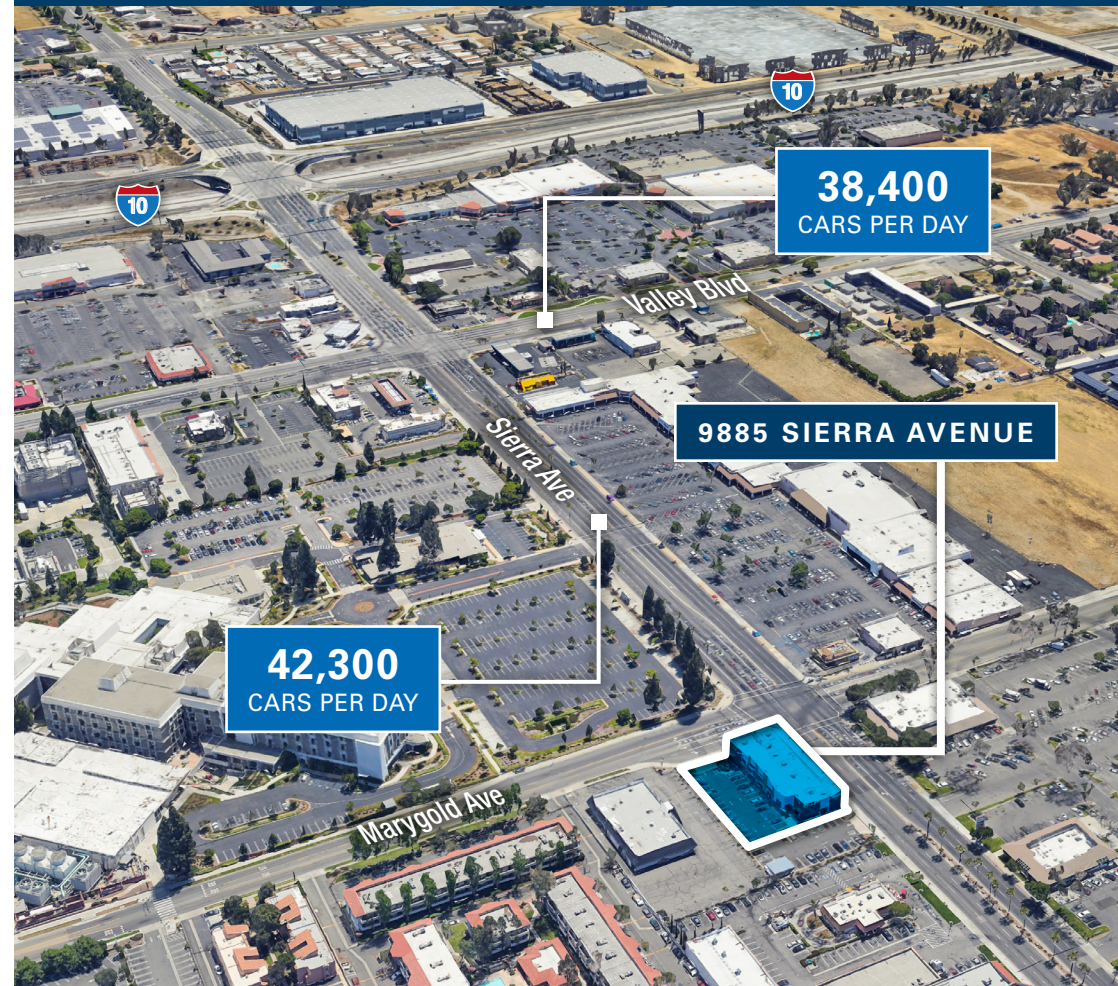 10
10
38,400
CARS PER DAY
Valley Blvd
9885 SIERRA AVENUE
Sierra Ave
42,300
CARS PER DAY
Marygold Ave